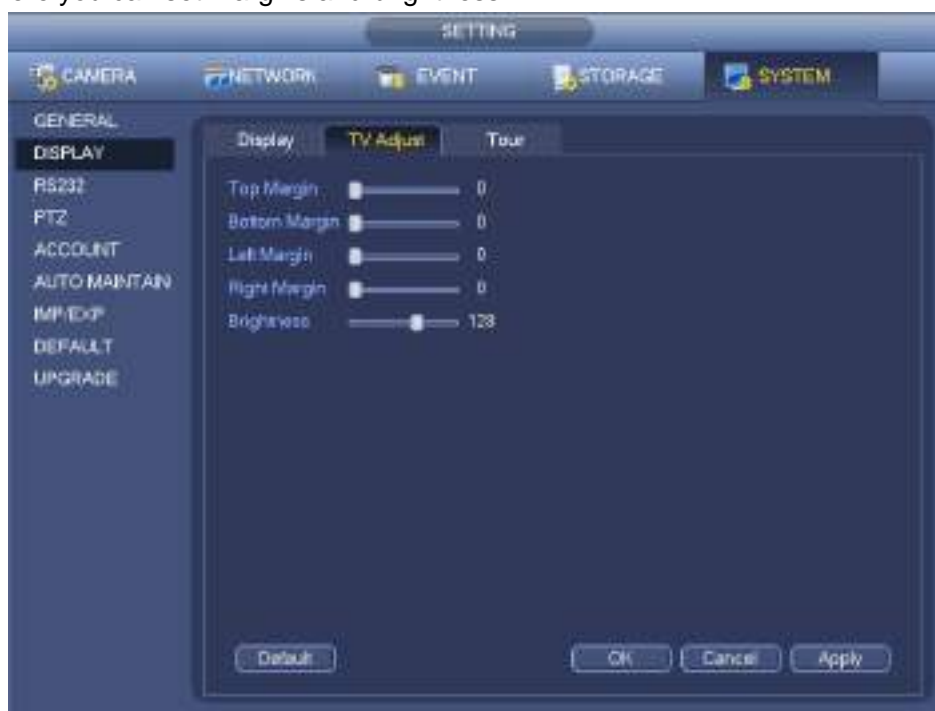 SETTING
CAMERA NETWORK EVENT STORAGE SYSTEM
GENERAL
DISPLAY
RS232
PTZ
ACCOUNT
AUTO MAINTAIN
IMP/EXP
DEFAULT
UPGRADE
Display TV Adjust Tour
Top Margin 0
Bottom Margin 0
Left Margin 0
Right Margin 0
Brightness 128
Default OK Cancel Apply